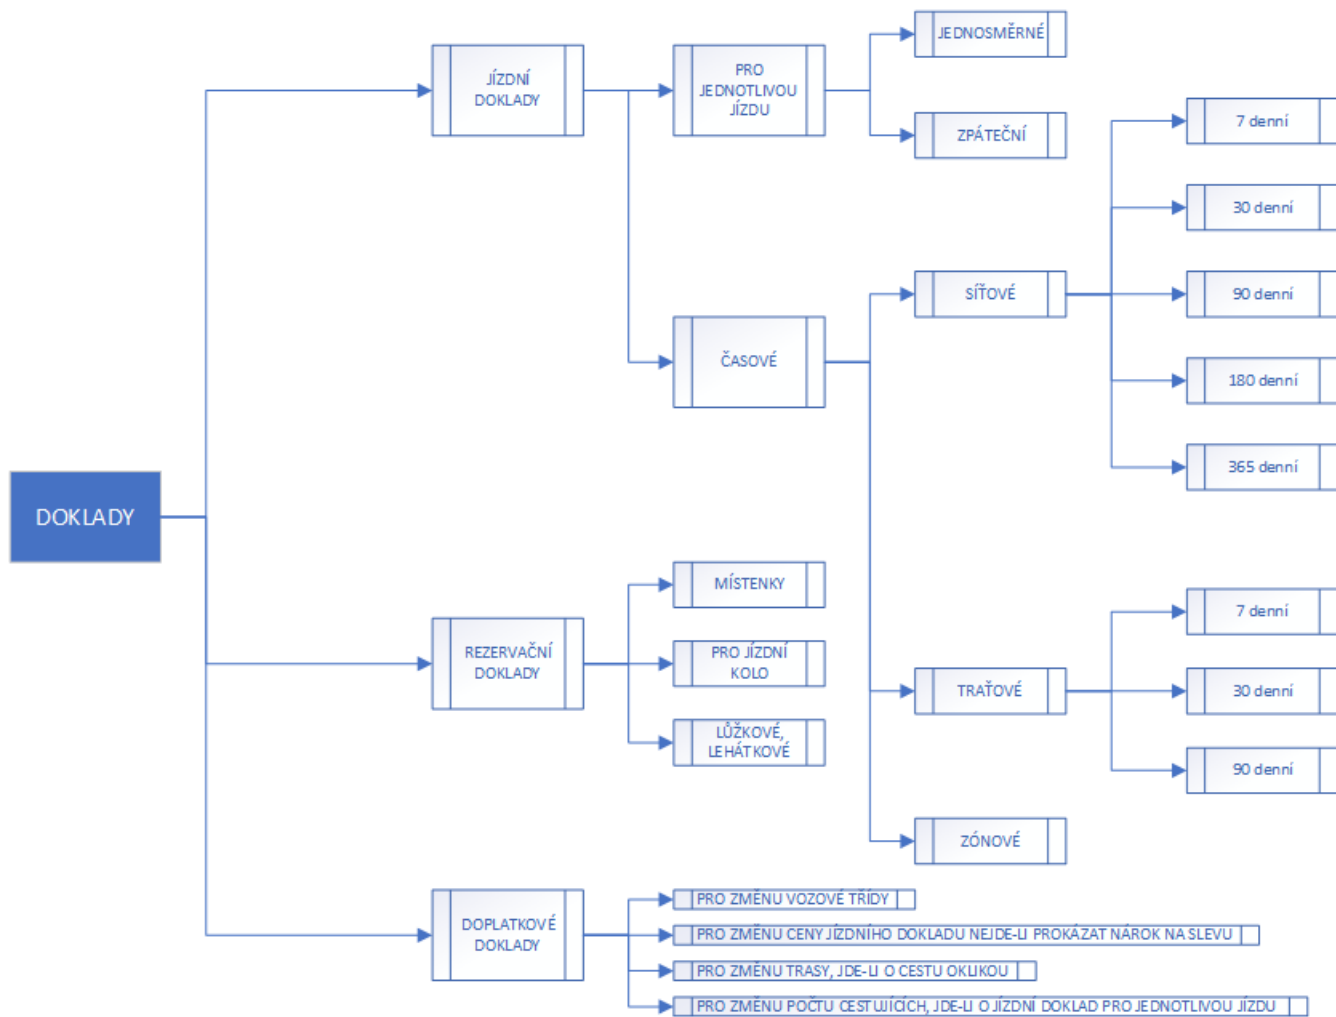 DOKLADY
JÍZDNÍ
DOKLADY
PRO
JEDNOTLIVOU
JÍZDU
JEDNOSMĚRNÉ
ZPÁTEČNÍ
ČASOVÉ
SÍŤOVÉ
7 denní
30 denní
90 denní
180 denní
365 denní
TRAŤOVÉ
7 denní
30 denní
90 denní
ZÓNOVÉ
REZERVAČNÍ
DOKLADY
MÍSTENKY
PRO JÍZDNÍ
KOLO
LŮŽKOVÉ,
LEHÁTKOVÉ
DOPLATKOVÉ
DOKLADY
PRO ZMĚNU VOZOVÉ TŘÍDY
PRO ZMĚNU CENY JÍZDNÍHO DOKLADU NEJDE-LI PROKÁZAT NÁROK NA SLEVU
PRO ZMĚNU TRASY, JDE-LI O CESTU OKLIKOU
PRO ZMĚNU POČTU CESTUJÍCÍCH, JDE-LI O JÍZDNÍ DOKLAD PRO JEDNOTLIVOU JÍZDU